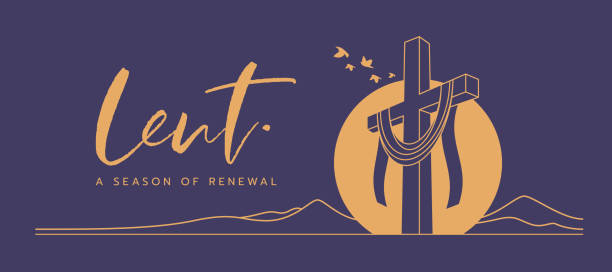 Lent.
A SEASON OF RENEWAL